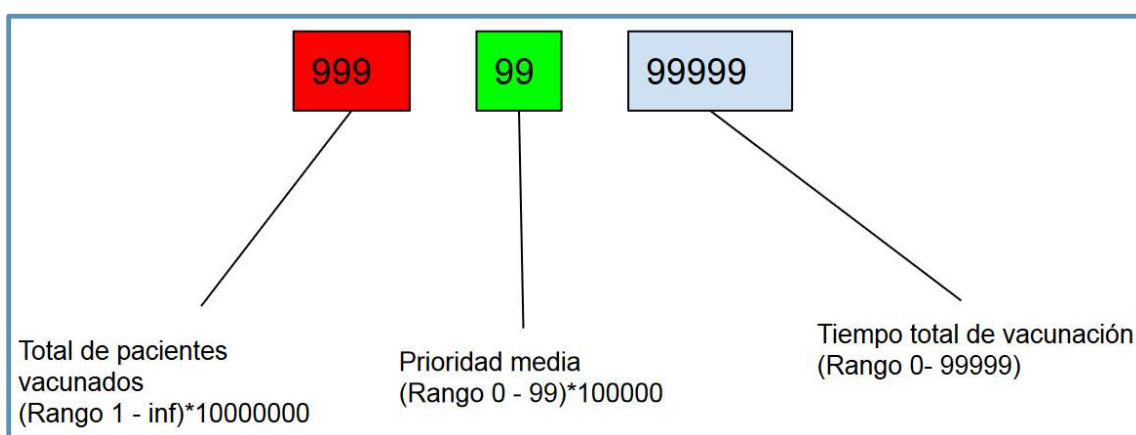 999
99
99999
Total de pacientes
vacunados
(Rango 1 - inf)*10000000
Prioridad media
(Rango 0 - 99)*100000
Tiempo total de vacunación
(Rango 0- 99999)